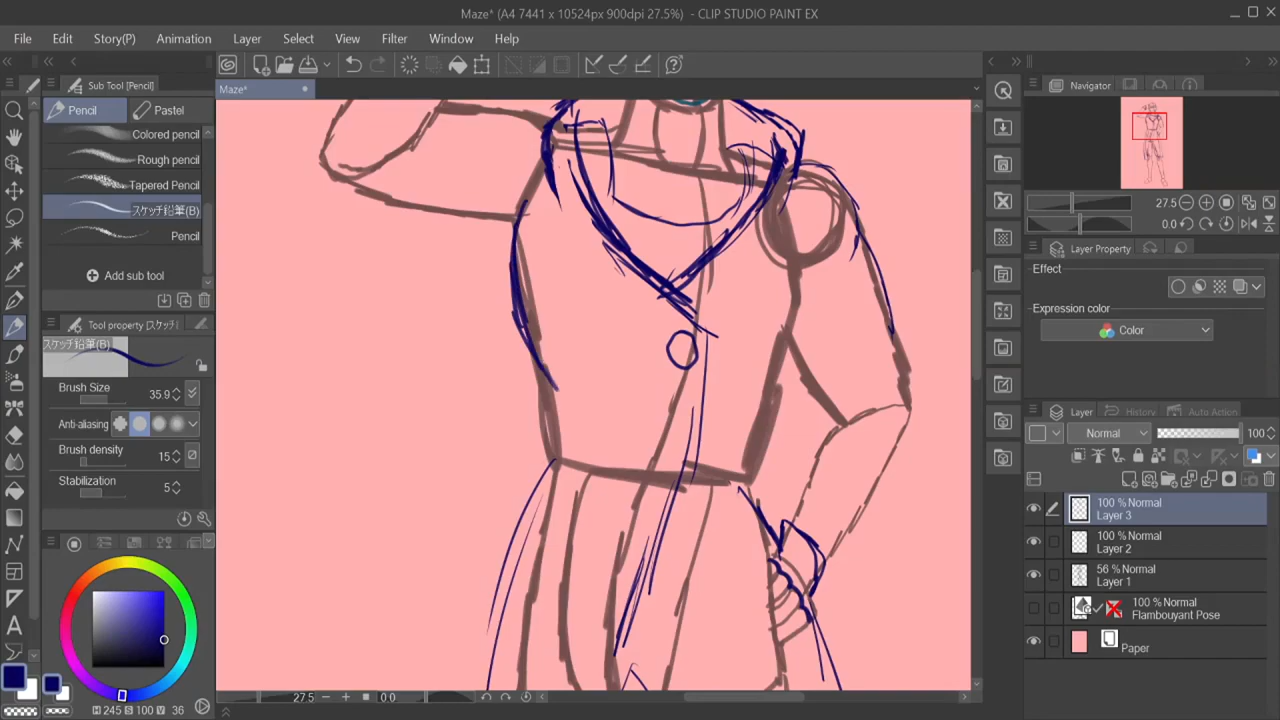 Maze* (A4 7441 x 10524px 900dpi 27.5%) - CLIP STUDIO PAINT EX
File Edit Story(P) Animation Layer Select View Filter Window Help
Sub Tool [Pencil]
Maze*
Navigator
Pencil Pastel
Colored pencil
Rough pencil
Tapered Pencil
スケッチ鉛筆(B)
Pencil
Add sub tool
27.5
0.0
Layer Property
Effect
Expression color
Color
Tool property [スケッチ
スケッチ鉛筆(B)
Brush Size 35.9
Anti-aliasing
Brush density 15
Stabilization 5
Layer History Auto Action
Normal 100
100 % Normal
Layer 3
100 % Normal
Layer 2
56 % Normal
Layer 1
100 % Normal
Flambouyant Pose
Paper
27.5 0.0
H 245 S 100 V 36